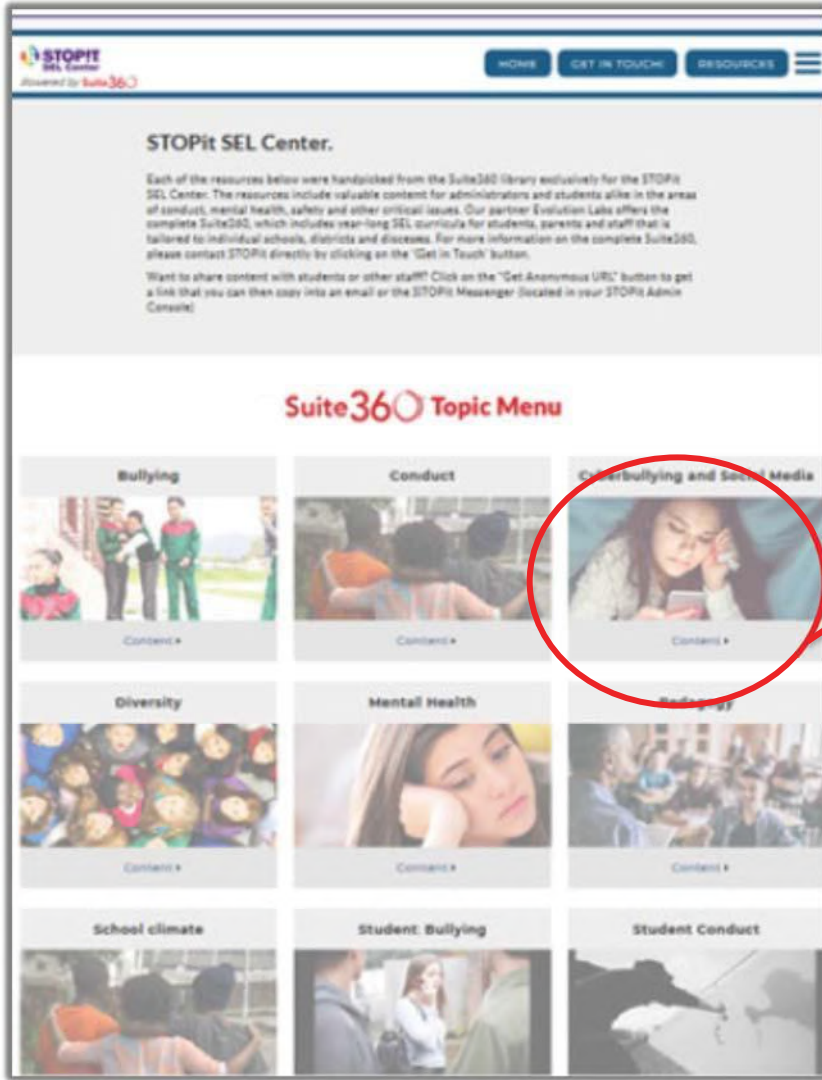 STOPit
SEL Center
Powered by Suite360
HOME
GET IN TOUCH!
RESOURCES
STOPit SEL Center.
Each of the resources below were handpicked from the Suite360 library exclusively for the STOPit
SEL Center. The resources include valuable content for administrators and students alike in the areas
of conduct, mental health, safety and other critical issues. Our partner Evolution Labs offers the
complete Suite360, which includes year-long SEL curricula for students, parents and staff that is
tailored to individual schools, districts and dioceses. For more information on the complete Suite360,
please contact STOPit directly by clicking on the 'Get in Touch' button.
Want to share content with students or other staff? Click on the "Get Anonymous URL" button to get
a link that you can then copy into an email or the STOPit Messenger (located in your STOPit Admin
Console)
Suite360 Topic Menu
Bullying
Conduct
Cyberbullying and Social Media
Content
Content
Content
Diversity
Mental Health
Pedagogy
Content
Content
Content
School climate
Student: Bullying
Student Conduct